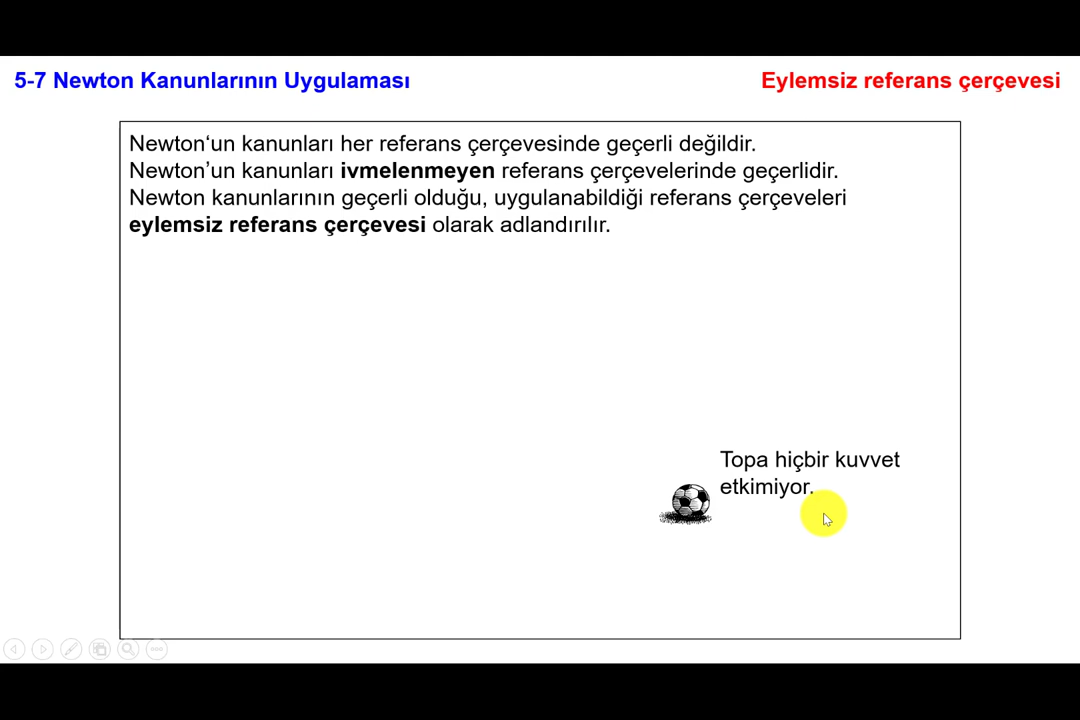 5-7 Newton Kanunlarının Uygulaması
Eylemsiz referans çerçevesi
Newton‘un kanunları her referans çerçevesinde geçerli değildir.
Newton’un kanunları ivmelenmeyen referans çerçevelerinde geçerlidir.
Newton kanunlarının geçerli olduğu, uygulanabildiği referans çerçeveleri
eylemsiz referans çerçevesi olarak adlandırılır.
Topa hiçbir kuvvet
etkimiyor.